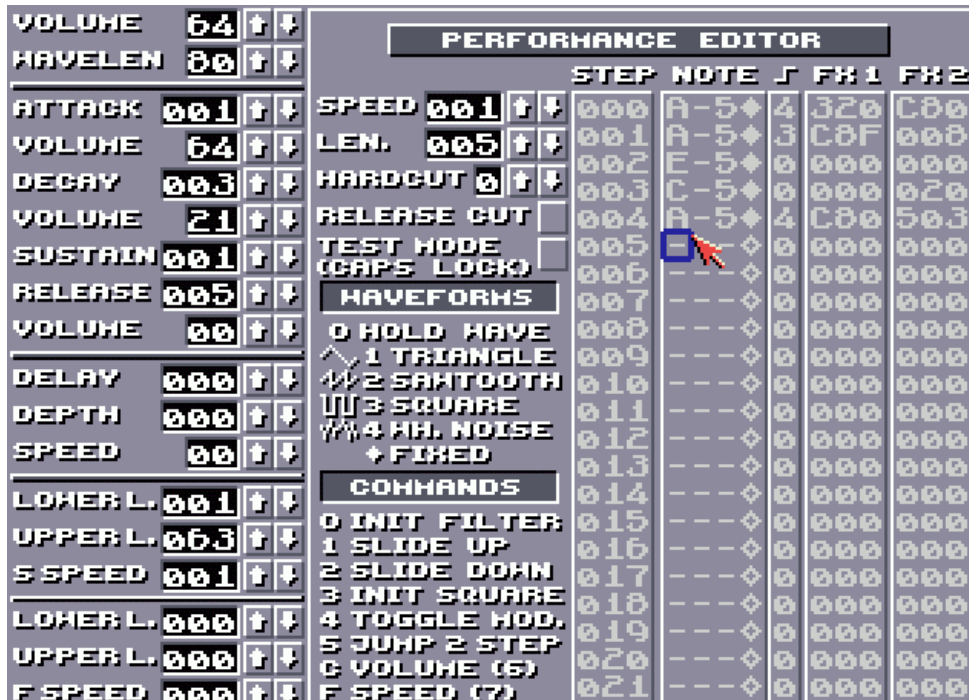 VOLUME 64
WAVELEN 80
ATTACK 001
VOLUME 64
DECAY 003
VOLUME 21
SUSTAIN 001
RELEASE 005
VOLUME 00
DELAY 000
DEPTH 000
SPEED 00
LOWER L. 001
UPPER L. 063
S SPEED 001
LOWER L. 000
UPPER L. 000
F SPEED 000
PERFORMANCE EDITOR
SPEED 001
LEN. 005
HARDCUT 0
RELEASE CUT
TEST MODE
(CAPS LOCK)
WAVEFORMS
0 HOLD WAVE
1 TRIANGLE
2 SAWTOOTH
3 SQUARE
4 WH. NOISE
◆ FIXED
COMMANDS
0 INIT FILTER
1 SLIDE UP
2 SLIDE DOWN
3 INIT SQUARE
4 TOGGLE MOD.
5 JUMP 2 STEP
C VOLUME (6)
F SPEED (7)
STEP NOTE FX 1 FX 2
000 A-5◆ 4 320 C80
001 A-5◆ 3 C8F 008
002 E-5◆ 0 000 000
003 C-5◆ 0 000 020
004 A-5◆ 4 C80 503
005 ---◇ 0 000 000
006 ---◇ 0 000 000
007 ---◇ 0 000 000
008 ---◇ 0 000 000
009 ---◇ 0 000 000
010 ---◇ 0 000 000
011 ---◇ 0 000 000
012 ---◇ 0 000 000
013 ---◇ 0 000 000
014 ---◇ 0 000 000
015 ---◇ 0 000 000
016 ---◇ 0 000 000
017 ---◇ 0 000 000
018 ---◇ 0 000 000
019 ---◇ 0 000 000
020 ---◇ 0 000 000
021 ---◇ 0 000 000